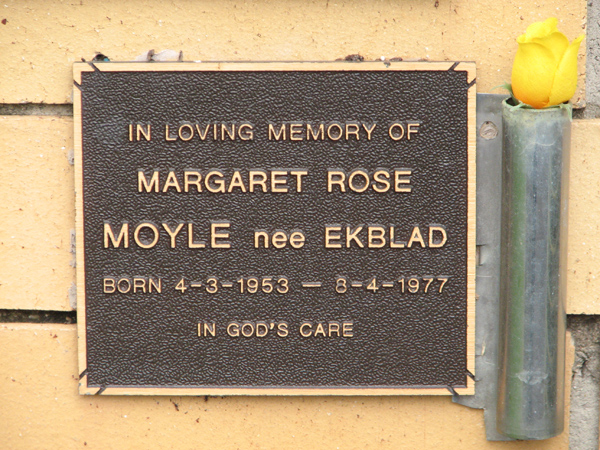 IN LOVING MEMORY OF
MARGARET ROSE
MOYLE nee EKBLAD
BORN 4-3-1953 — 8-4-1977
IN GOD'S CARE